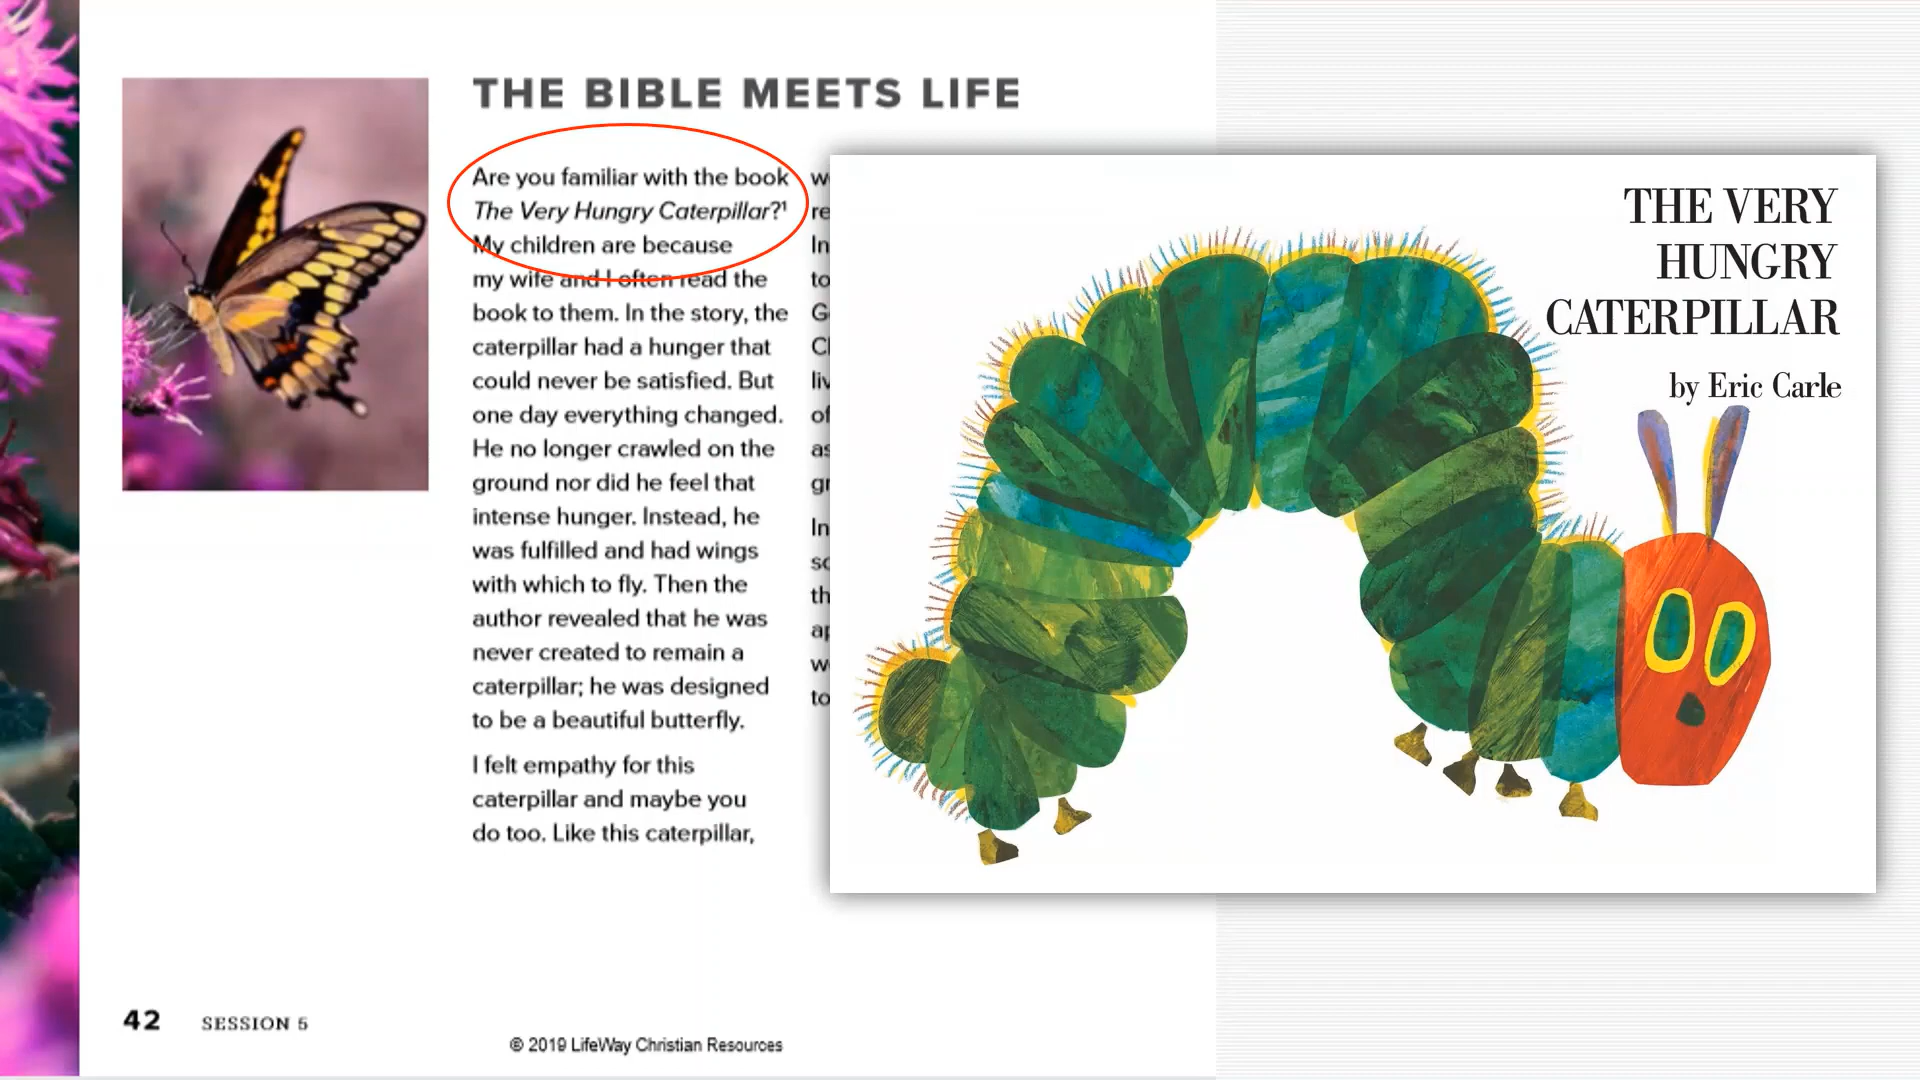 THE BIBLE MEETS LIFE
Are you familiar with the book
The Very Hungry Caterpillar?¹
My children are because
my wife and I often read the
book to them. In the story, the
caterpillar had a hunger that
could never be satisfied. But
one day everything changed.
He no longer crawled on the
ground nor did he feel that
intense hunger. Instead, he
was fulfilled and had wings
with which to fly. Then the
author revealed that he was
never created to remain a
caterpillar; he was designed
to be a beautiful butterfly.
I felt empathy for this
caterpillar and maybe you
do too. Like this caterpillar,
THE VERY
HUNGRY
CATERPILLAR
by Eric Carle
42 SESSION 5
© 2019 LifeWay Christian Resources